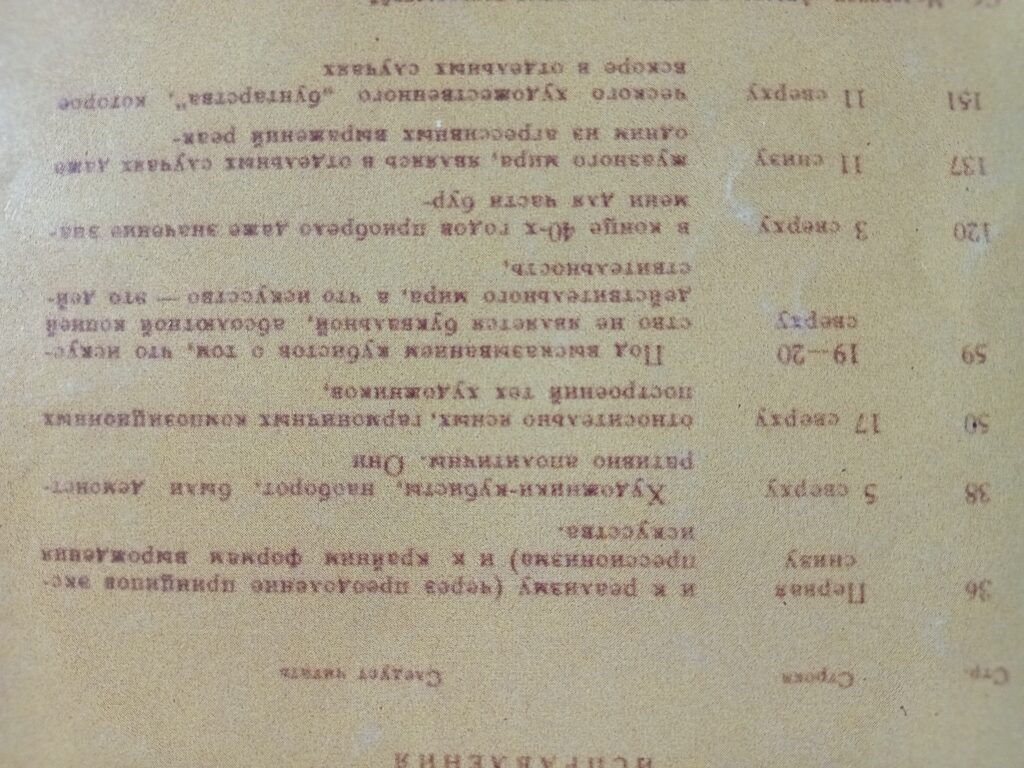 ИСПРАВЛЕНИЯ
Стр. Строки Следует читать
36 Первая снизу и к реализму (через преодоление принципов экс-
прессионизма) и к крайним формам вырождения
искусства.
38 5 сверху Художники-кубисты, наоборот, были демонст-
ративно аполитичны. Они
50 17 сверху относительно ясных, гармоничных композиционных
построений тех художников,
59 19—20 сверху Под высказыванием кубистов о том, что искус-
ство не является буквальной, абсолютной копией
действительного мира, а что искусство — это дей-
ствительность,
120 3 сверху в конце 40-х годов приобрело даже значение зна-
мени для части бур-
137 11 снизу жуазного мира, являясь в отдельных случаях даже
одним из агрессивных выражений реак-
151 11 сверху ческого художественного „бунтарства“, которое
вскоре в отдельных случаях